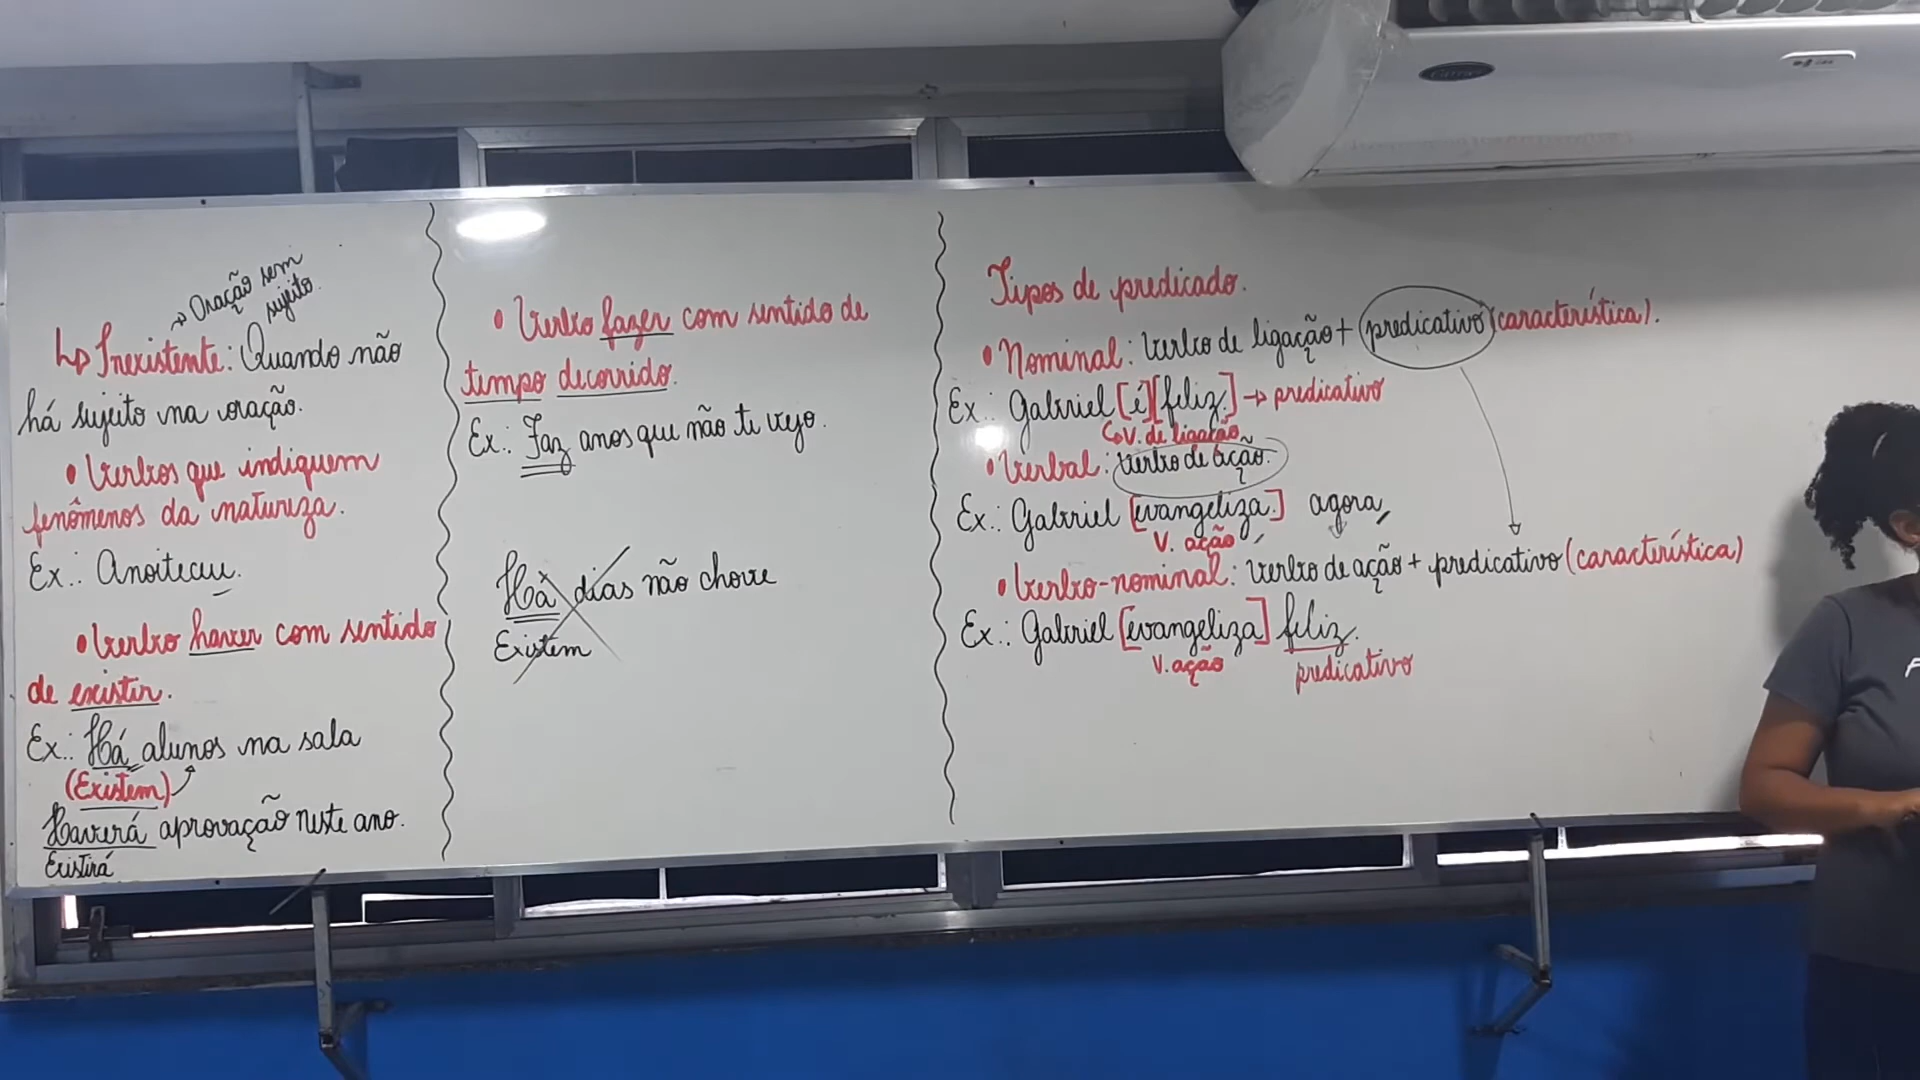 → Oração sem
sujeito.
↳ Inexistente: Quando não
há sujeito na oração.
• Verbos que indiquem
fenômenos da natureza.
Ex.: Anoiteceu.
• Verbo haver com sentido
de existir.
Ex.: Há alunos na sala
(Existem)
Haverá aprovação neste ano.
Existirá
• Verbo fazer com sentido de
tempo decorrido.
Ex.: Faz anos que não te vejo.
Há dias não chove
Existem
Tipos de predicado.
• Nominal: Verbo de ligação + predicativo (característica).
Ex.: Gabriel [é][feliz.] → predicativo
↳ V. de ligação
• Verbal: verbo de ação.
Ex.: Gabriel [evangeliza.] agora
V. ação
• Verbo-nominal: Verbo de ação + predicativo (característica)
Ex.: Gabriel [evangeliza] feliz.
V. ação predicativo
Carrier